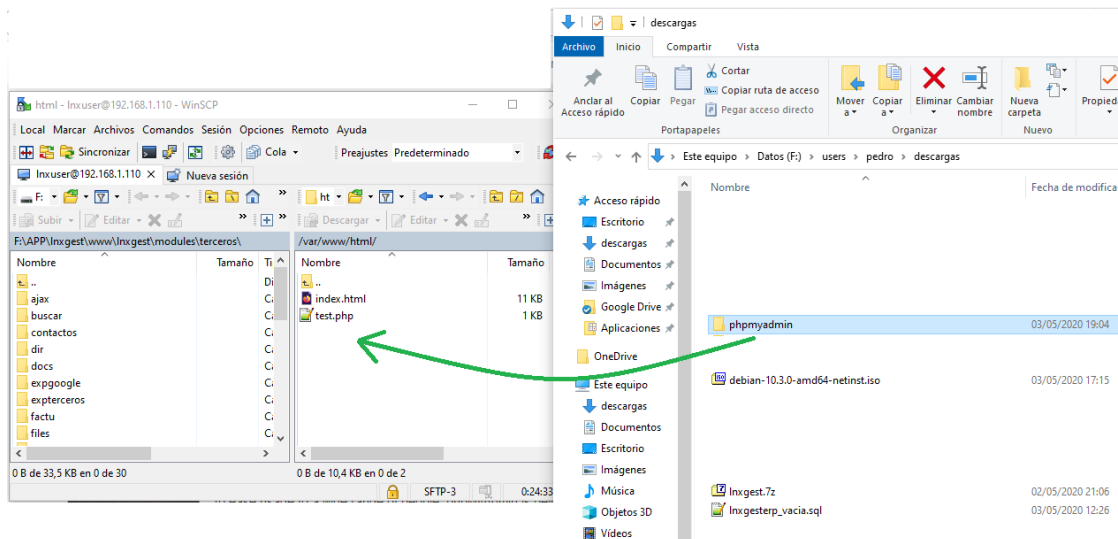 descargas
Archivo Inicio Compartir Vista
Anclar al Acceso rápido
Copiar
Pegar
Cortar
Copiar ruta de acceso
Pegar acceso directo
Mover a
Copiar a
Eliminar
Cambiar nombre
Nueva carpeta
Portapapeles Organizar Nuevo
Este equipo > Datos (F:) > users > pedro > descargas
Nombre Fecha de modifica
Acceso rápido
Escritorio
descargas
Documentos
Imágenes
Google Drive
Aplicaciones
OneDrive
Este equipo
descargas
Documentos
Escritorio
Imágenes
Música
Objetos 3D
Vídeos
phpmyadmin 03/05/2020 19:04
debian-10.3.0-amd64-netinst.iso 03/05/2020 17:15
lnxgest.7z 02/05/2020 21:06
lnxgesterp_vacia.sql 03/05/2020 12:26
html - lnxuser@192.168.1.110 - WinSCP
Local Marcar Archivos Comandos Sesión Opciones Remoto Ayuda
Sincronizar Cola Preajustes Predeterminado
lnxuser@192.168.1.110 Nueva sesión
F: ht
Subir Editar Descargar Editar
F:\APP\lnxgest\www\lnxgest\modules\terceros\ /var/www/html/
Nombre Tamaño Nombre Tamaño
..
ajax
buscar
contactos
dir
docs
expgoogle
expterceros
factu
files
..
index.html 11 KB
test.php 1 KB
0 B de 33,5 KB en 0 de 30 0 B de 10,4 KB en 0 de 2
SFTP-3 0:24:33